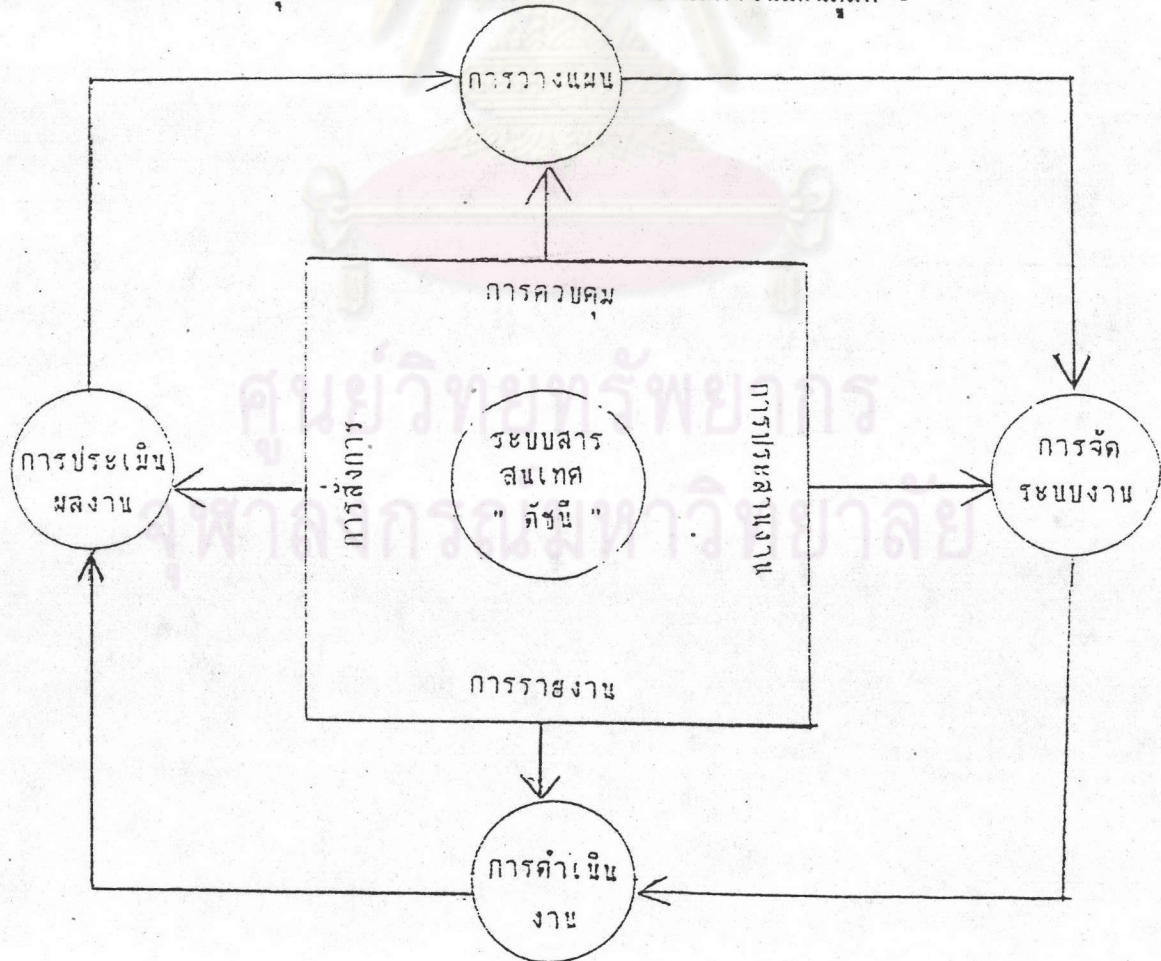 การวางแผน
การควบคุม
การประเมิน
ผลงาน
การสั่งการ
ระบบสาร
สนเทศ
" ดัชนี "
การประสานงาน
การจัด
ระบบงาน
การรายงาน
การดำเนิน
งาน
ศูนย์วิทยทรัพยากร
จุฬาลงกรณ์มหาวิทยาลัย